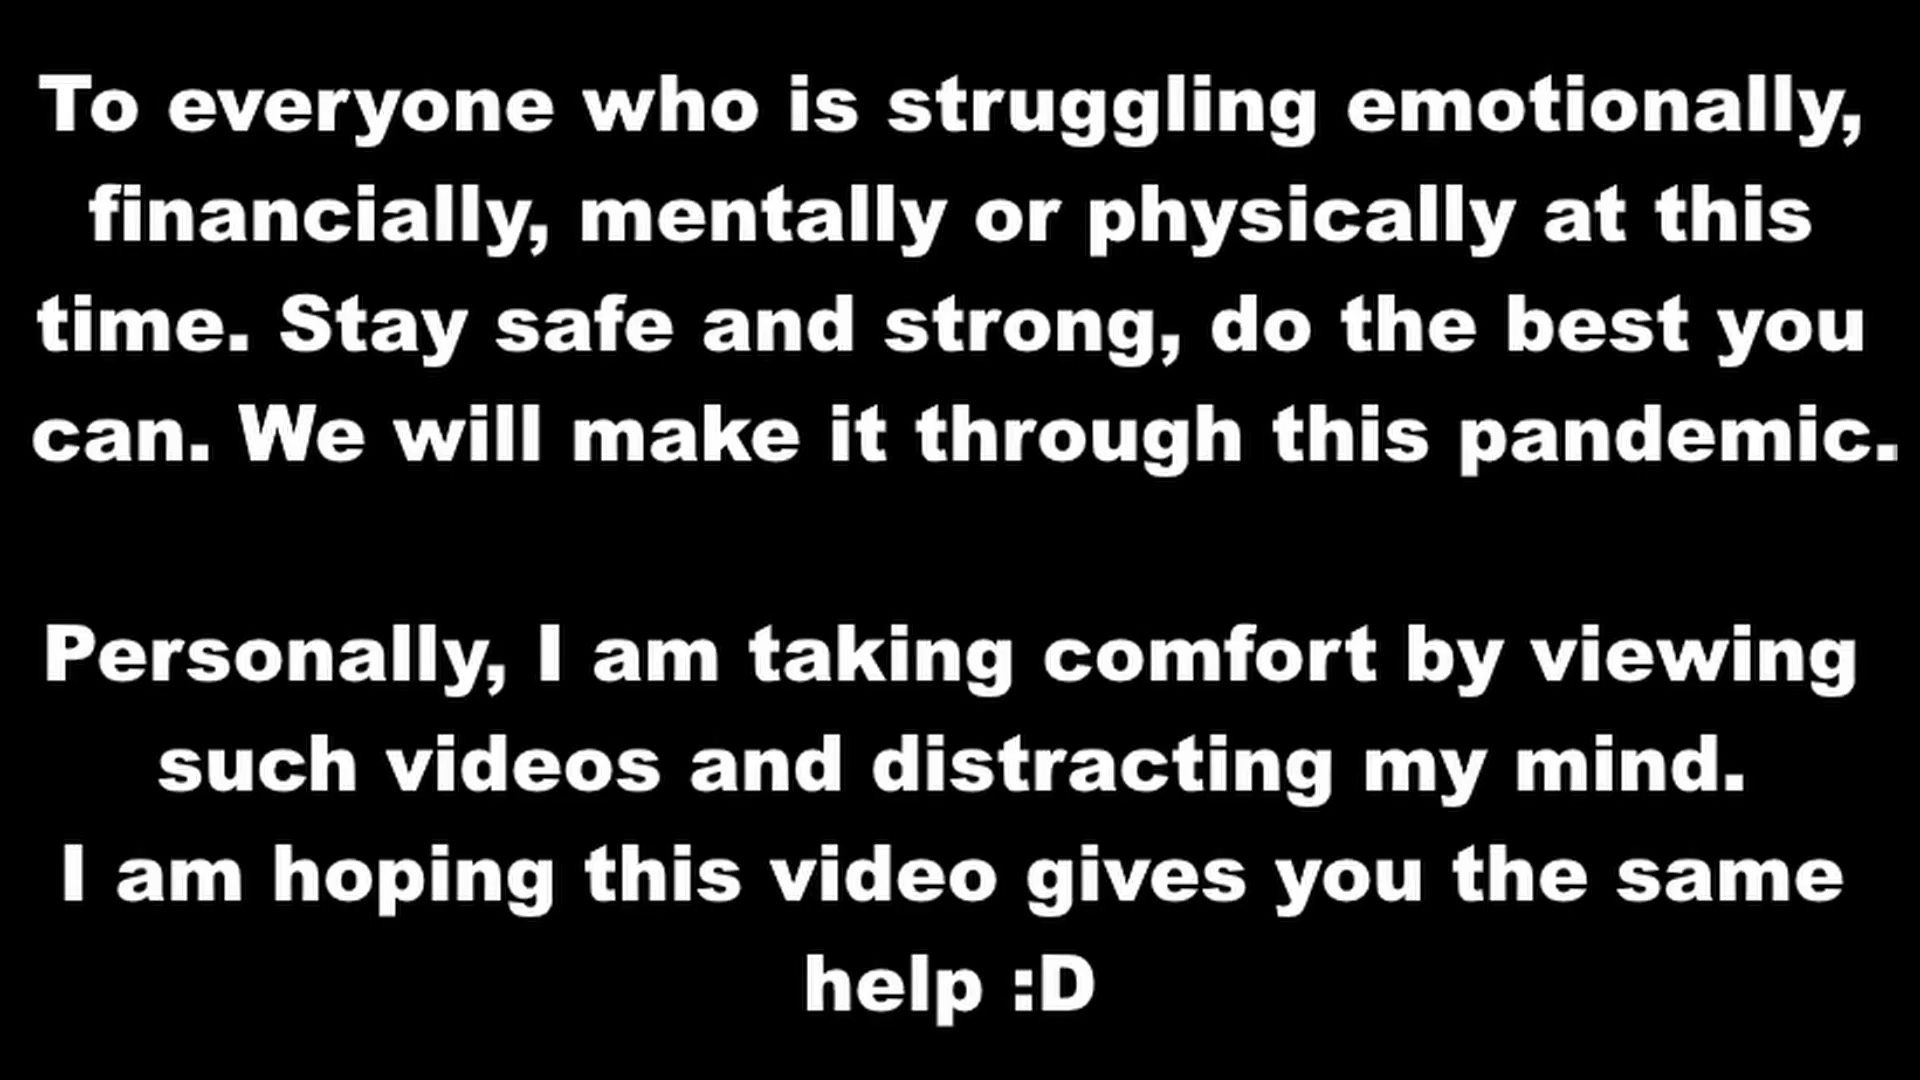 To everyone who is struggling emotionally,
financially, mentally or physically at this
time. Stay safe and strong, do the best you
can. We will make it through this pandemic.
Personally, I am taking comfort by viewing
such videos and distracting my mind.
I am hoping this video gives you the same
help :D